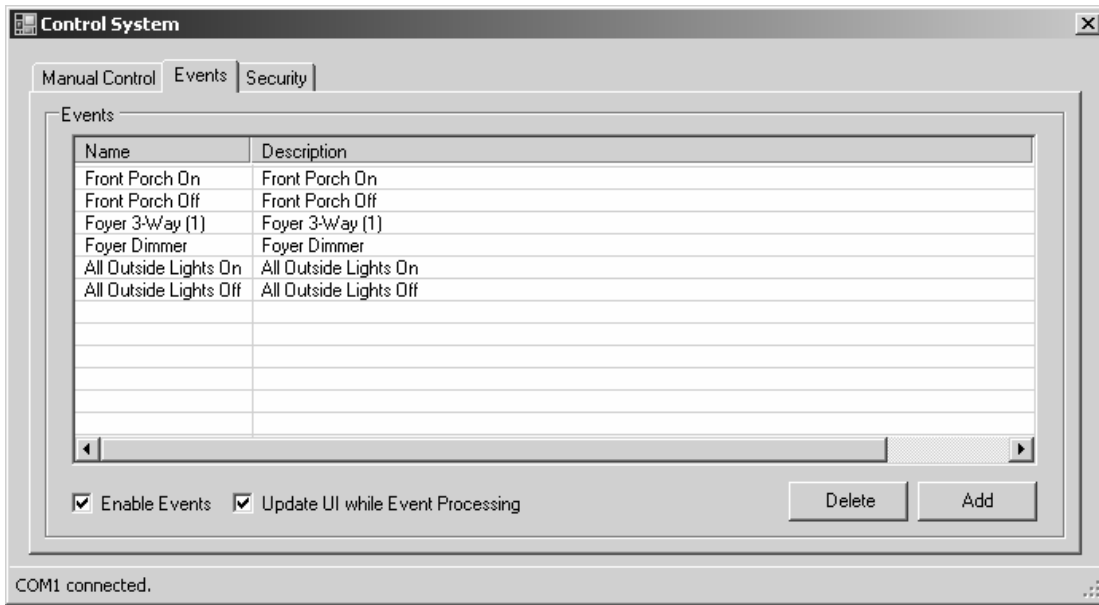 Control System
Manual Control Events Security
Events
Name Description
Front Porch On Front Porch On
Front Porch Off Front Porch Off
Foyer 3-Way (1) Foyer 3-Way (1)
Foyer Dimmer Foyer Dimmer
All Outside Lights On All Outside Lights On
All Outside Lights Off All Outside Lights Off
Enable Events Update UI while Event Processing Delete Add
COM1 connected.